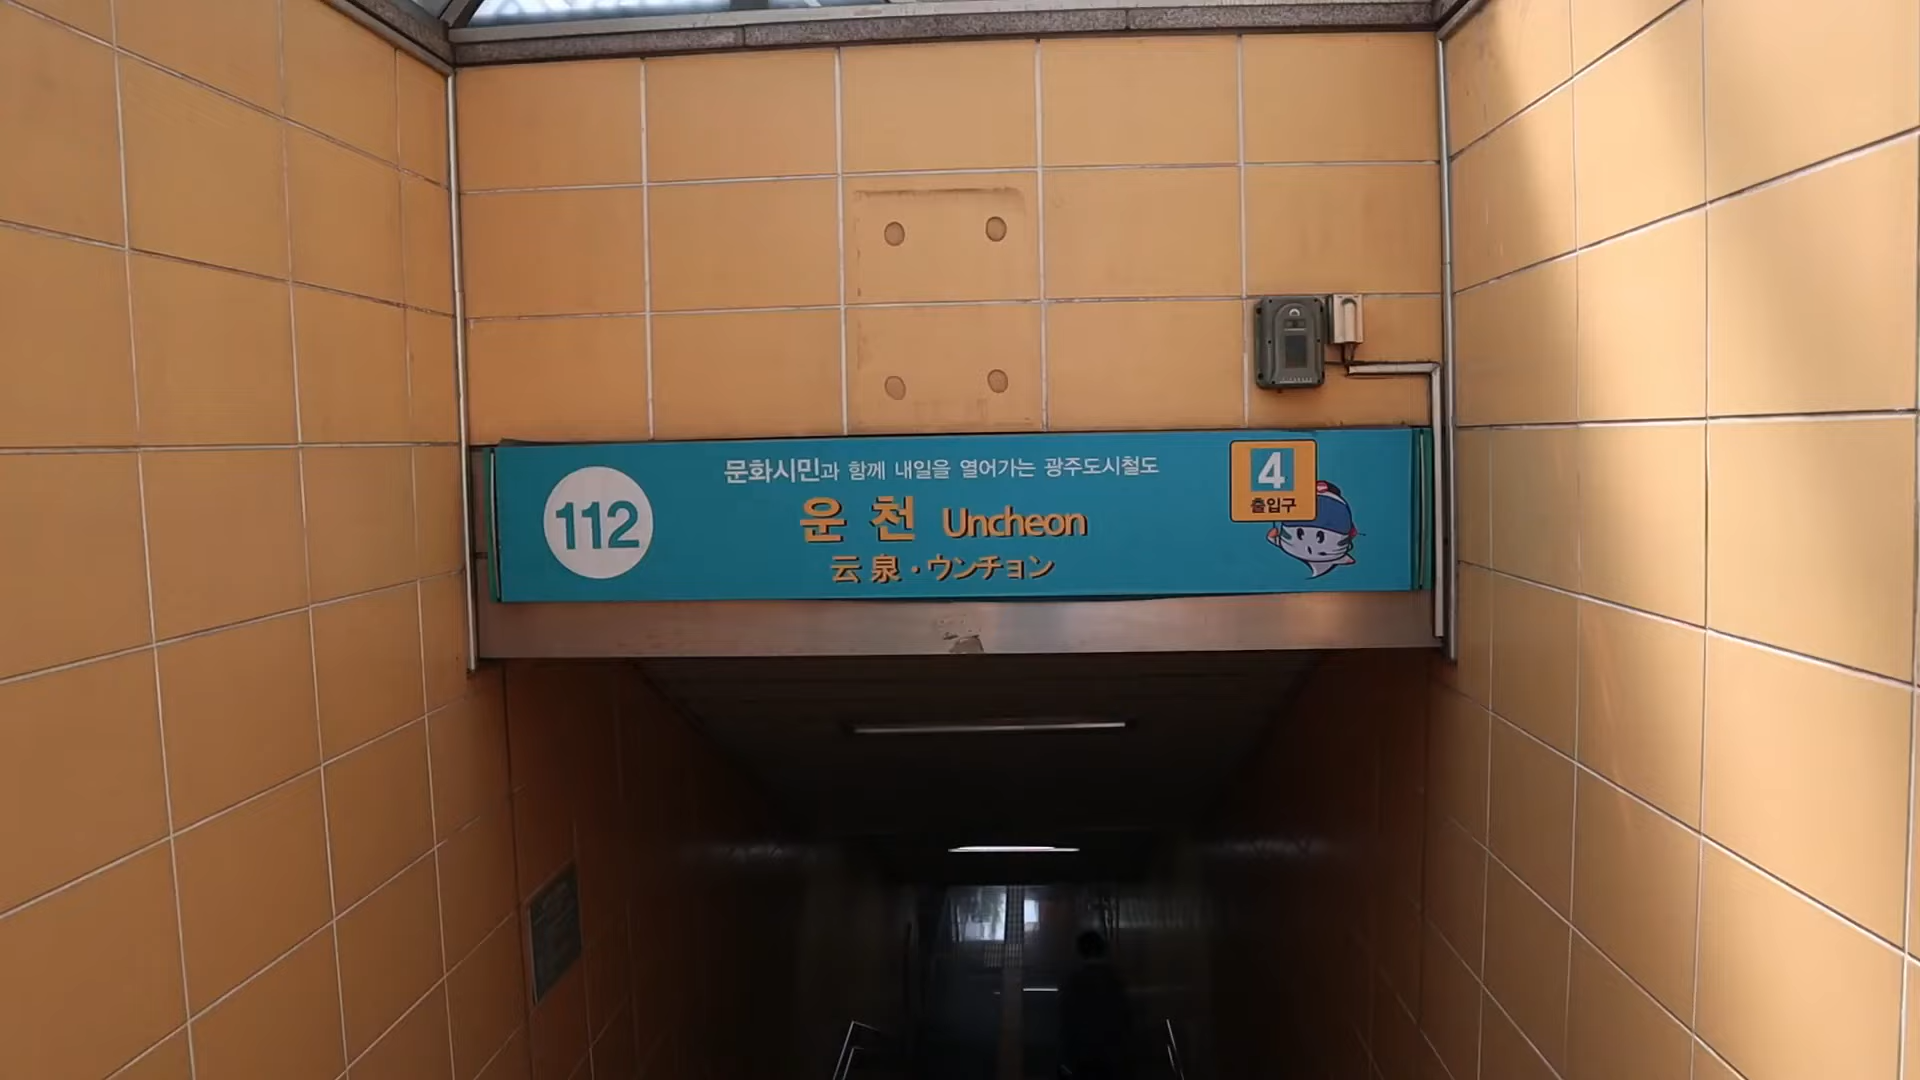 문화시민과 함께 내일을 열어가는 광주도시철도
112
운천 Uncheon
云泉・ウンチョン
4
출입구